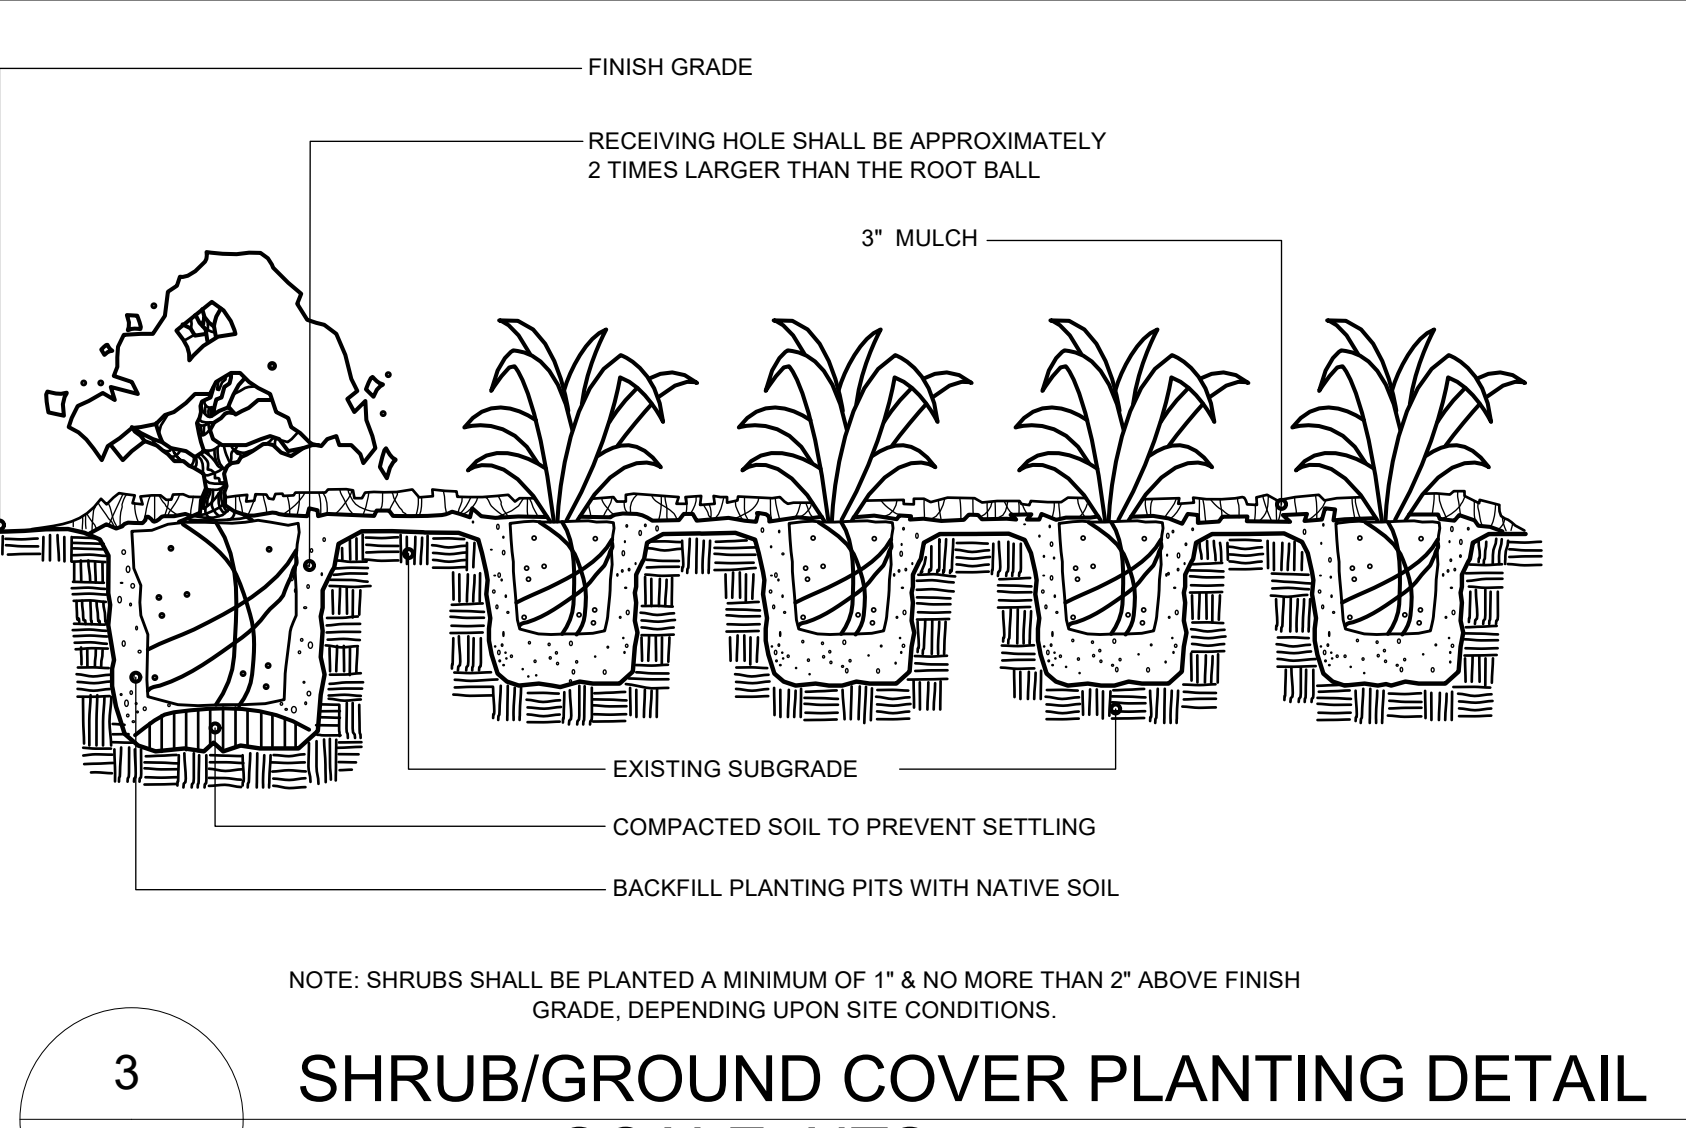 FINISH GRADE
RECEIVING HOLE SHALL BE APPROXIMATELY
2 TIMES LARGER THAN THE ROOT BALL
3" MULCH
EXISTING SUBGRADE
COMPACTED SOIL TO PREVENT SETTLING
BACKFILL PLANTING PITS WITH NATIVE SOIL
NOTE: SHRUBS SHALL BE PLANTED A MINIMUM OF 1" & NO MORE THAN 2" ABOVE FINISH
GRADE, DEPENDING UPON SITE CONDITIONS.
3
SHRUB/GROUND COVER PLANTING DETAIL